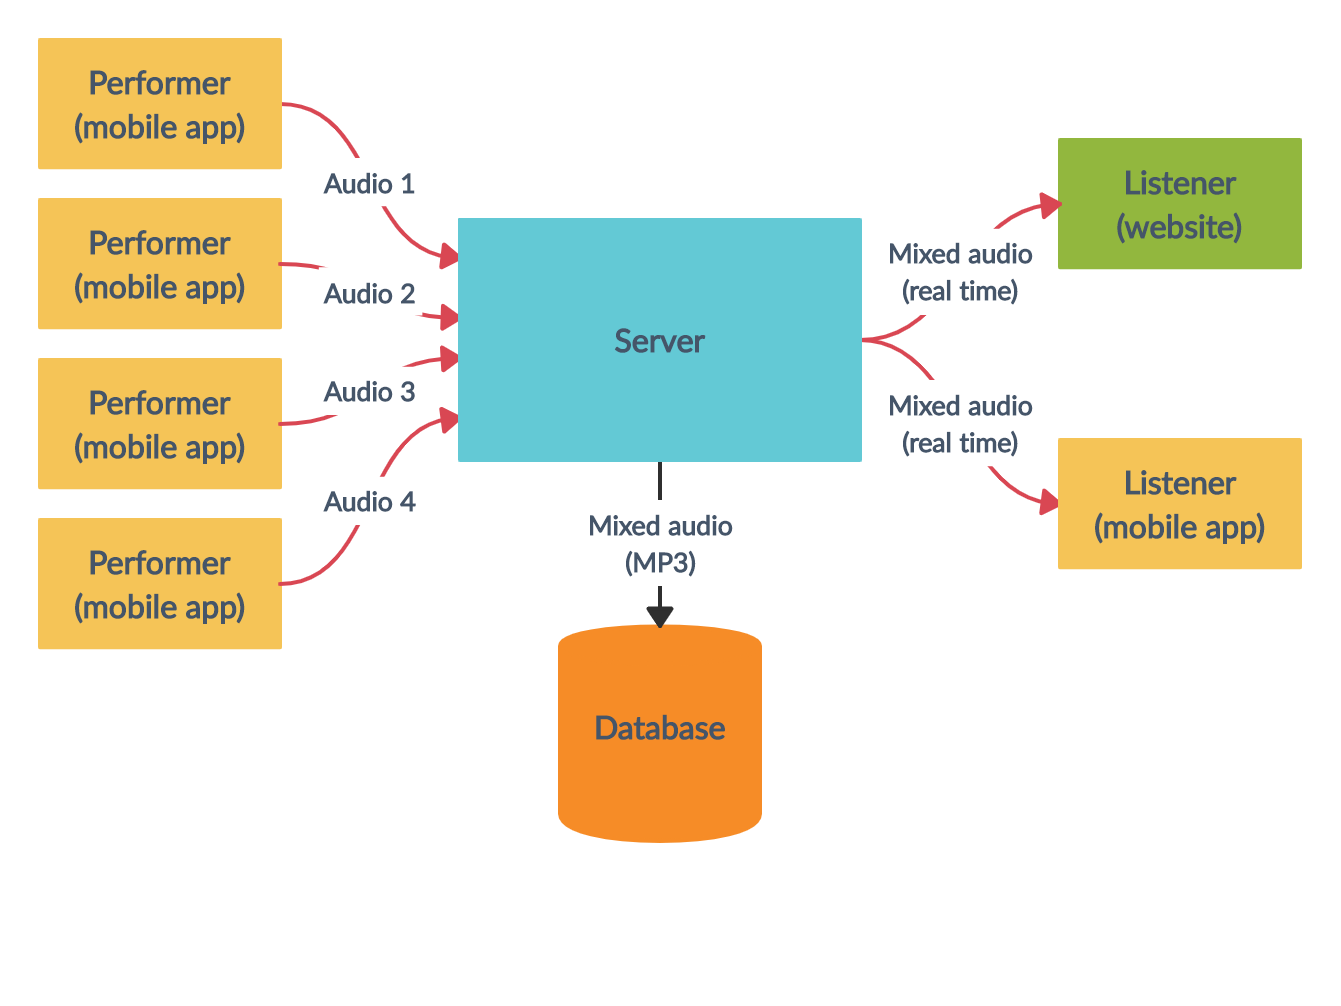 Performer
(mobile app)
Audio 1
Performer
(mobile app)
Audio 2
Performer
(mobile app)
Audio 3
Performer
(mobile app)
Audio 4
Server
Mixed audio
(real time)
Listener
(website)
Mixed audio
(real time)
Listener
(mobile app)
Mixed audio
(MP3)
Database